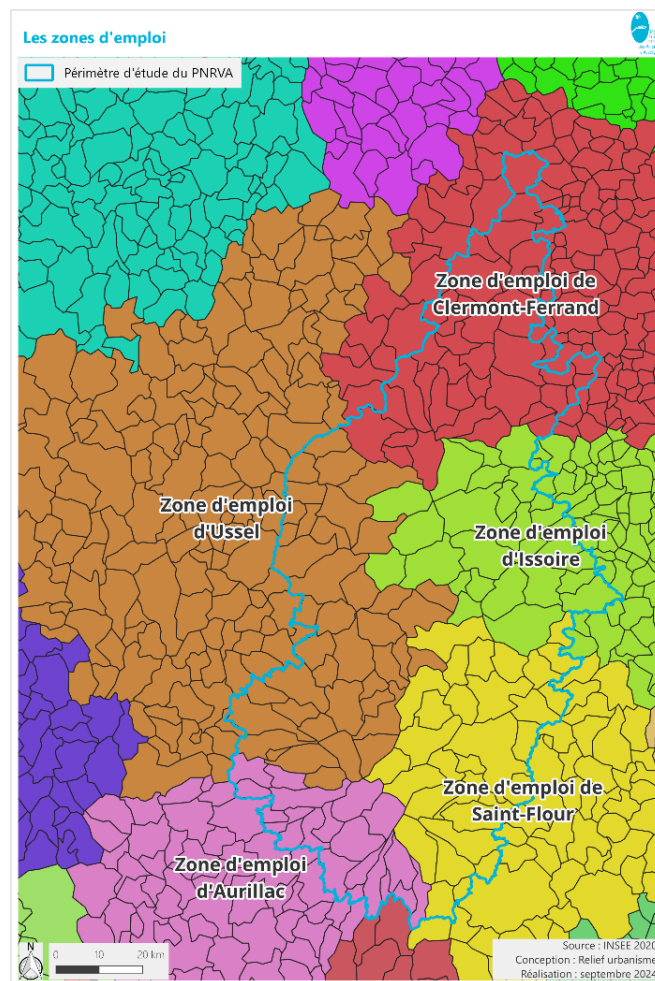 Les zones d'emploi
Périmètre d'étude du PNRVA
Zone d'emploi de
Clermont-Ferrand
Zone d'emploi
d'Ussel
Zone d'emploi
d'Issoire
Zone d'emploi de
Saint-Flour
Zone d'emploi
d'Aurillac
N
0 10 20 km
Source : INSEE 2020
Conception : Relief urbanisme
Réalisation : septembre 2024